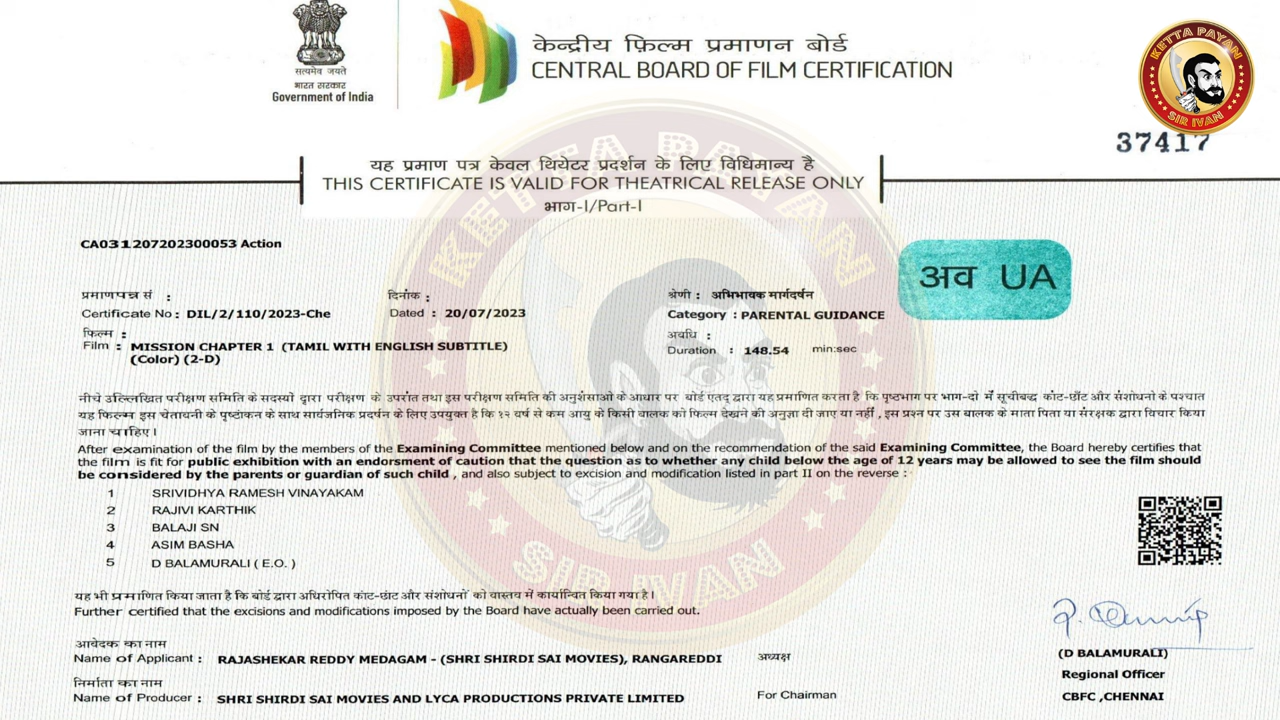 सत्यमेव जयते
भारत सरकार
Government of India
केन्द्रीय फ़िल्म प्रमाणन बोर्ड
CENTRAL BOARD OF FILM CERTIFICATION
KETTA PAYAN
SIR IVAN
37417
यह प्रमाण पत्र केवल थियेटर प्रदर्शन के लिए विधिमान्य है
THIS CERTIFICATE IS VALID FOR THEATRICAL RELEASE ONLY
भाग-I/Part-I
CA031207202300053 Action
अव UA
प्रमाणपत्र सं :
दिनांक :
श्रेणी : अभिभावक मार्गदर्षन
Certificate No : DIL/2/110/2023-Che
Dated : 20/07/2023
Category : PARENTAL GUIDANCE
फिल्म :
अवधि :
Film : MISSION CHAPTER 1 (TAMIL WITH ENGLISH SUBTITLE)
(Color) (2-D)
Duration : 148.54 min:sec
नीचे उल्लिखित परीक्षण समिति के सदस्यों द्वारा परीक्षण के उपरांत तथा इस परीक्षण समिति की अनुशंसाओं के आधार पर बोर्ड एतद् द्वारा यह प्रमाणित करता है कि पृष्ठभाग पर भाग-दो में सूचीबद्ध कांट-छाँट और संशोधनो के पश्चात
यह फिल्म इस चेतावनी के पृष्ठांकन के साथ सार्वजनिक प्रदर्शन के लिए उपयुक्त है कि १२ वर्ष से कम आयु के किसी बालक को फिल्म देखने की अनुज्ञा दी जाए या नहीं , इस प्रश्न पर उस बालक के माता पिता या संरक्षक द्वारा विचार किया
जाना चाहिए ।
After examination of the film by the members of the Examining Committee mentioned below and on the recommendation of the said Examining Committee, the Board hereby certifies that
the film is fit for public exhibition with an endorsement of caution that the question as to whether any child below the age of 12 years may be allowed to see the film should
be considered by the parents or guardian of such child , and also subject to excision and modification listed in part II on the reverse :
1 SRIVIDHYA RAMESH VINAYAKAM
2 RAJIVI KARTHIK
3 BALAJI SN
4 ASIM BASHA
5 D BALAMURALI ( E.O. )
यह भी प्रमाणित किया जाता है कि बोर्ड द्वारा अधिरोपित कांट-छांट और संशोधनों को वास्तव में कार्यान्वित किया गया है।
Further certified that the excisions and modifications imposed by the Board have actually been carried out.
आवेदक का नाम
Name of Applicant : RAJASHEKAR REDDY MEDAGAM - (SHRI SHIRDI SAI MOVIES), RANGAREDDI
अध्यक्ष
(D BALAMURALI)
Regional Officer
निर्माता का नाम
Name of Producer : SHRI SHIRDI SAI MOVIES AND LYCA PRODUCTIONS PRIVATE LIMITED
For Chairman
CBFC ,CHENNAI
KETTA PAYAN
SIR IVAN